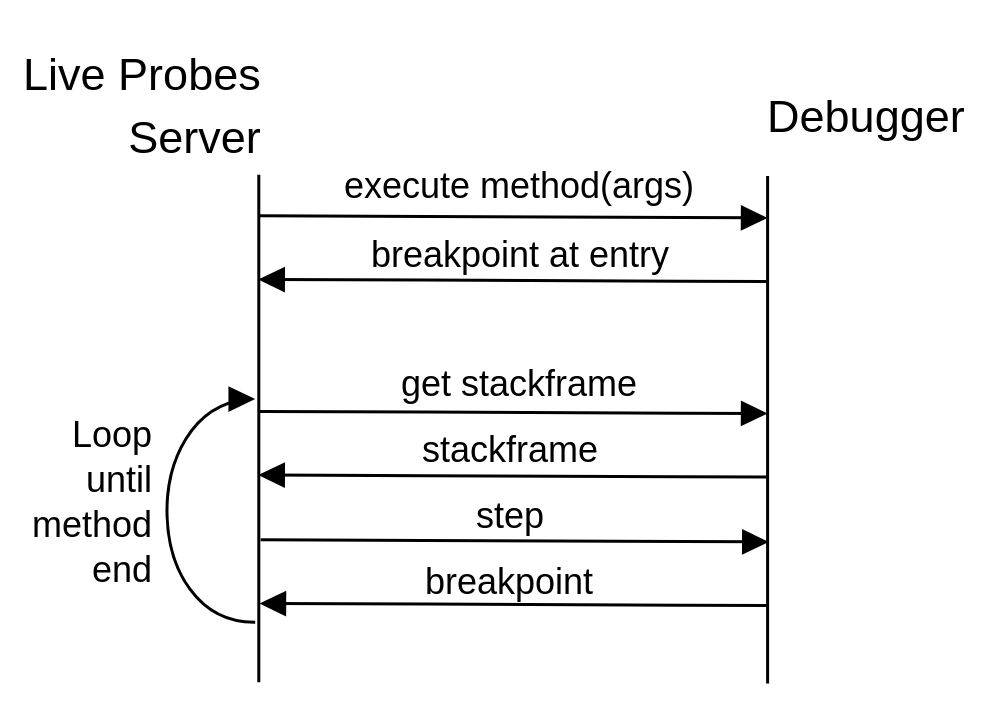 Live Probes
Server
Debugger
execute method(args)
breakpoint at entry
get stackframe
Loop
until
method
end
stackframe
step
breakpoint